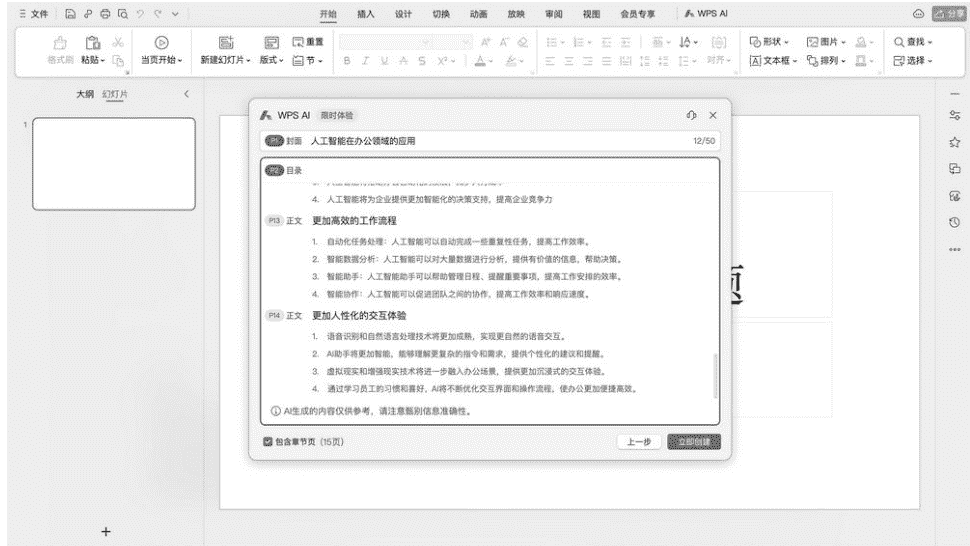 文件 开始 插入 设计 切换 动画 放映 审阅 视图 会员专享 WPS AI 分享
格式刷 粘贴 当页开始 新建幻灯片 版式 重置 节 B I U A S X² A 对齐 形状 文本框 图片 排列 查找 选择
大纲 幻灯片
1
WPS AI 限时体验
P1 封面 人工智能在办公领域的应用 12/50
P2 目录
4. 人工智能将为企业提供更加智能化的决策支持，提高企业竞争力
P13 正文 更加高效的工作流程
1. 自动化任务处理：人工智能可以自动完成一些重复性任务，提高工作效率。
2. 智能数据分析：人工智能可以对大量数据进行分析，提供有价值的信息，帮助决策。
3. 智能助手：人工智能助手可以帮助管理日程、提醒重要事项，提高工作安排的效率。
4. 智能协作：人工智能可以促进团队之间的协作，提高工作效率和响应速度。
P14 正文 更加人性化的交互体验
1. 语音识别和自然语言处理技术将更加成熟，实现更自然的语音交互。
2. AI助手将更加智能，能够理解更复杂的指令和需求，提供个性化的建议和提醒。
3. 虚拟现实和增强现实技术将进一步融入办公场景，提供更加沉浸式的交互体验。
4. 通过学习员工的习惯和喜好，AI将不断优化交互界面和操作流程，使办公更加便捷高效。
AI生成的内容仅供参考，请注意甄别信息准确性。
包含章节页（15页） 上一步 立即创建